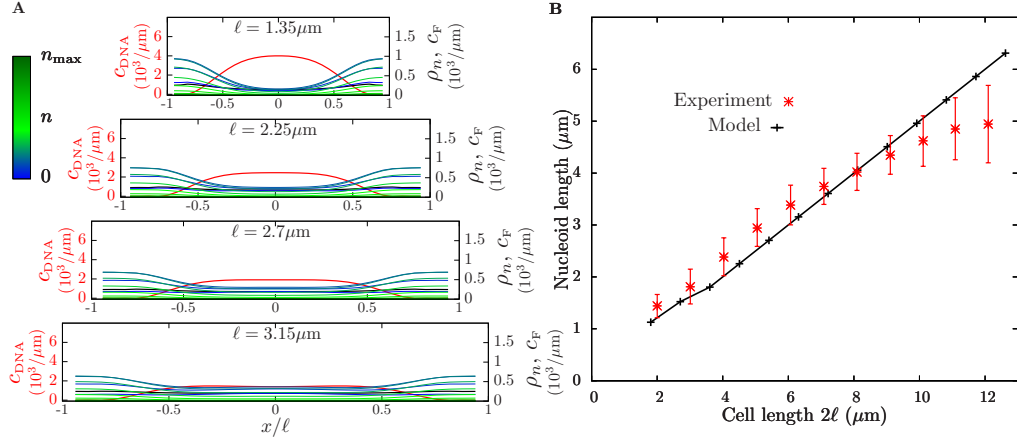 A
n_max
n
0
c_DNA
(10³/μm)
6
4
2
0
ℓ = 1.35μm
1.5
1
0.5
0
ρₙ, c_F
(10³/μm)
-1
-0.5
0
0.5
1
c_DNA
(10³/μm)
6
4
2
0
ℓ = 2.25μm
1.5
1
0.5
0
ρₙ, c_F
(10³/μm)
-1
-0.5
0
0.5
1
c_DNA
(10³/μm)
6
4
2
0
ℓ = 2.7μm
1.5
1
0.5
0
ρₙ, c_F
(10³/μm)
-1
-0.5
0
0.5
1
c_DNA
(10³/μm)
6
4
2
0
ℓ = 3.15μm
1.5
1
0.5
0
ρₙ, c_F
(10³/μm)
-1
-0.5
0
0.5
1
x/ℓ
B
Nucleoid length (μm)
6
5
4
3
2
1
0
Experiment
Model
0
2
4
6
8
10
12
Cell length 2ℓ (μm)